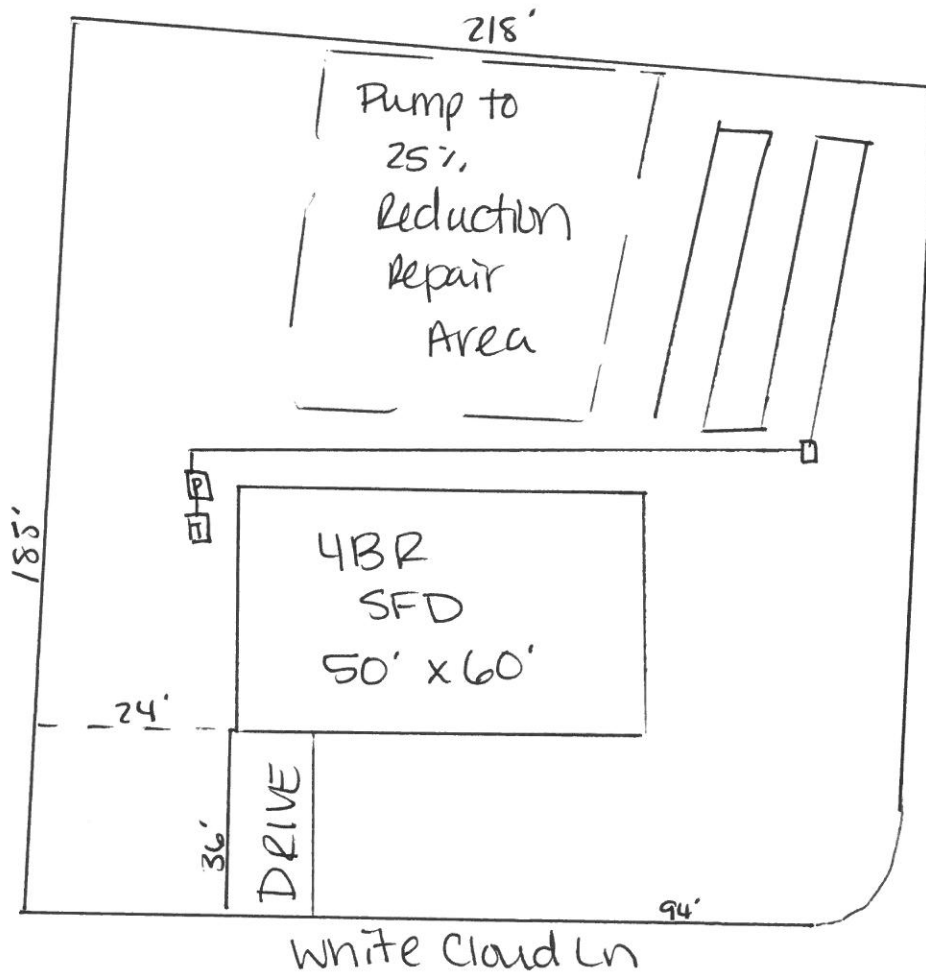 218'
Pump to
25%
Reduction
Repair
Area
P
T
185'
4BR
SFD
50' x 60'
24'
36'
DRIVE
94'
White Cloud Ln